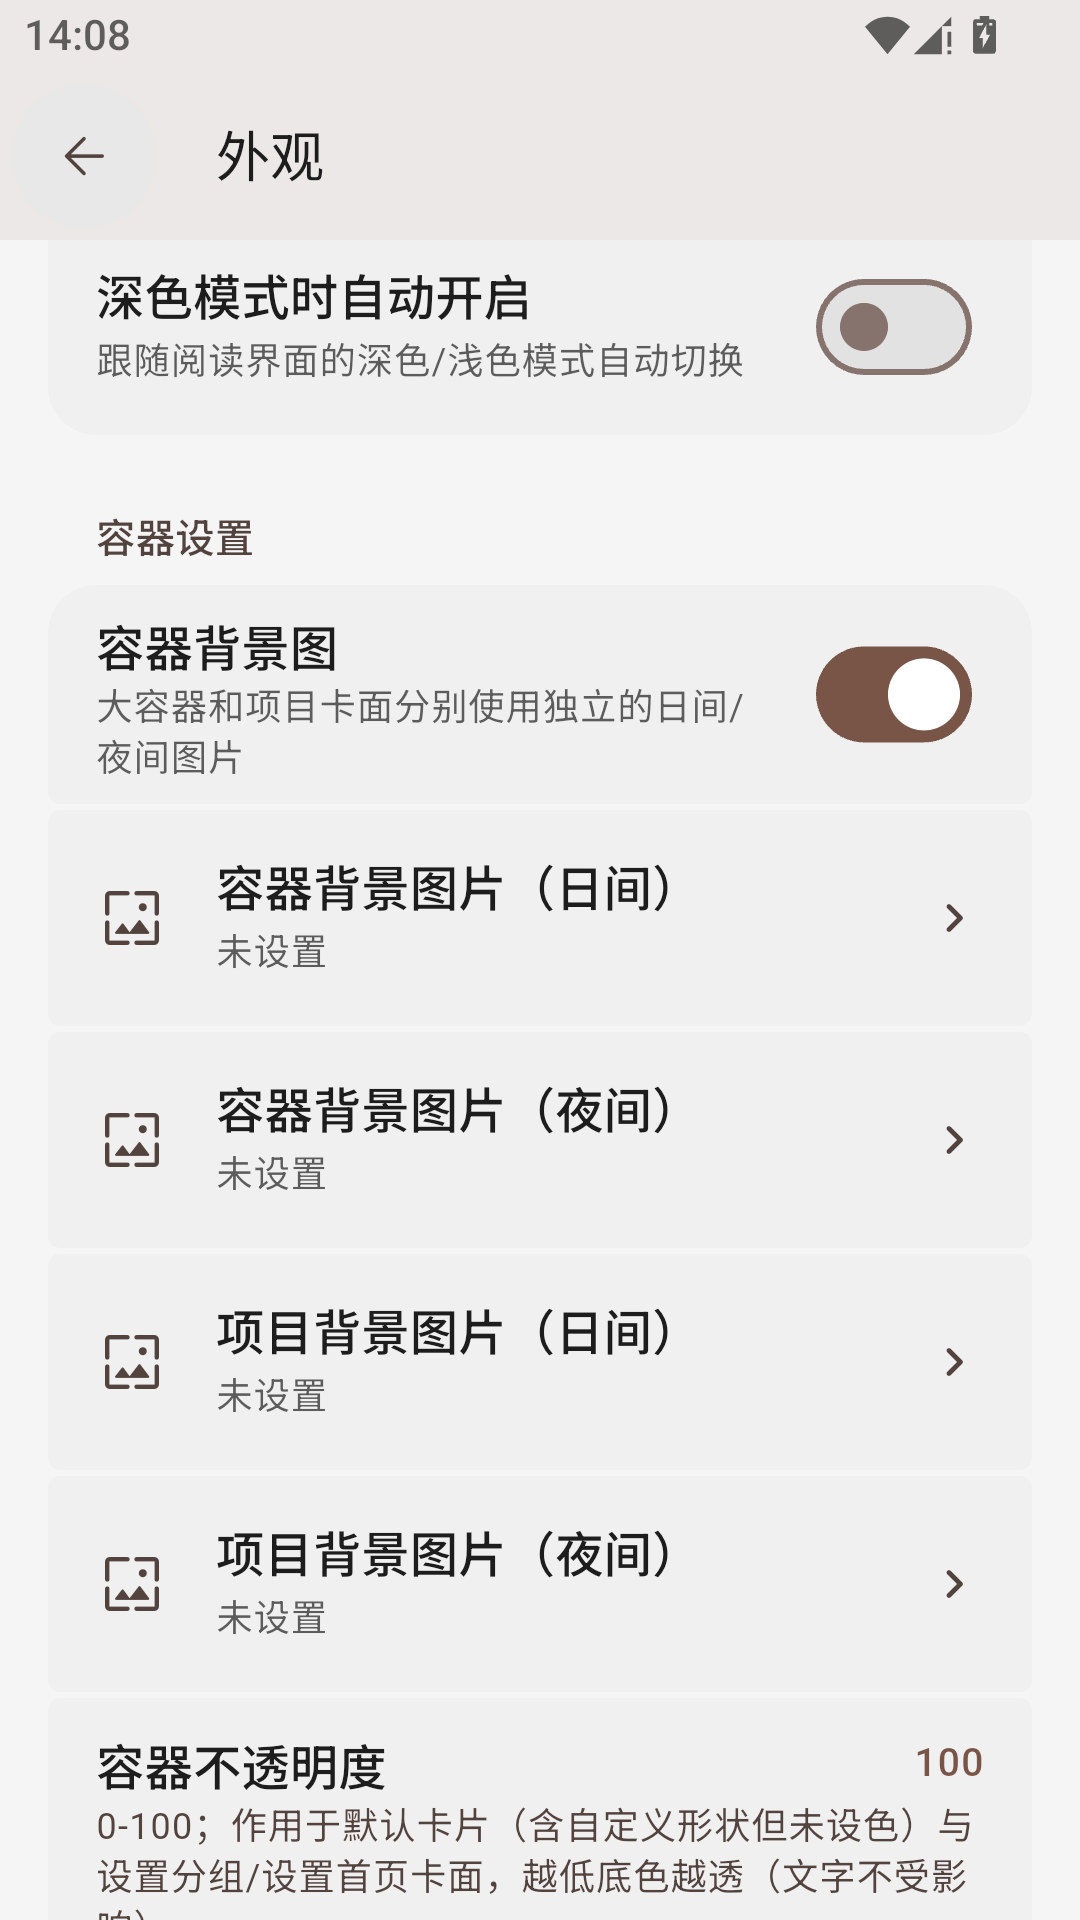 14:08
外观
深色模式时自动开启
跟随阅读界面的深色/浅色模式自动切换
容器设置
容器背景图
大容器和项目卡面分别使用独立的日间/
夜间图片
容器背景图片（日间）
未设置
容器背景图片（夜间）
未设置
项目背景图片（日间）
未设置
项目背景图片（夜间）
未设置
容器不透明度
100
0-100；作用于默认卡片（含自定义形状但未设色）与
设置分组/设置首页卡面，越低底色越透（文字不受影
响）